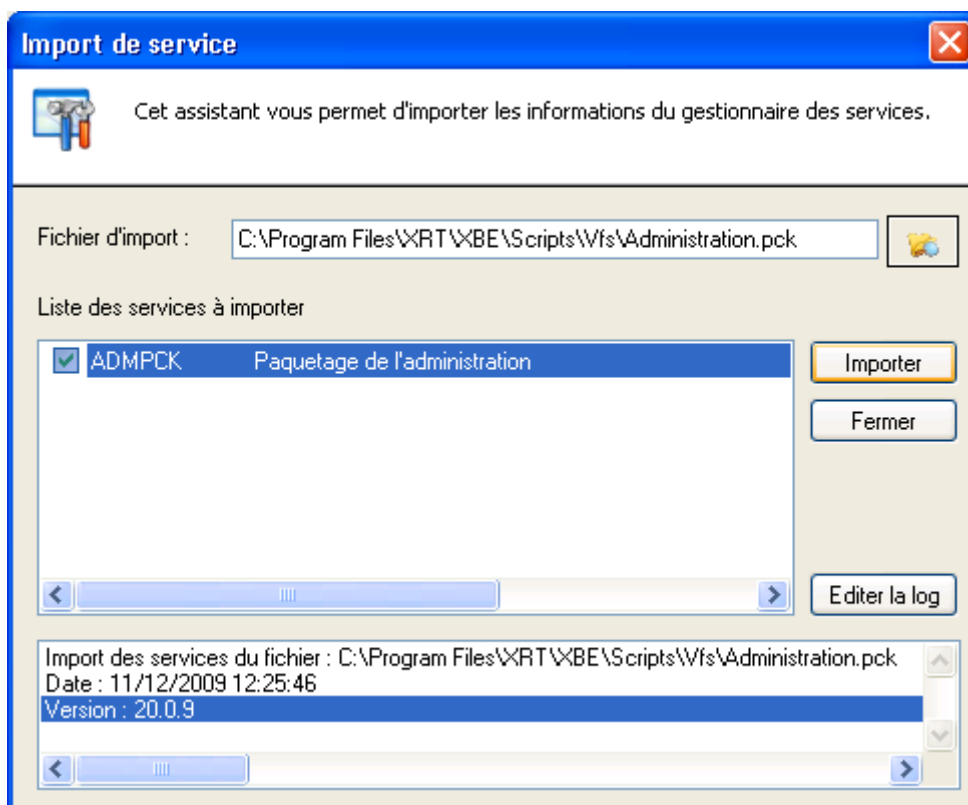 Import de service
Cet assistant vous permet d'importer les informations du gestionnaire des services.
Fichier d'import :
C:\Program Files\XRT\XBE\Scripts\Vfs\Administration.pck
Liste des services à importer
ADMPCK Paquetage de l'administration
Importer
Fermer
Editer la log
Import des services du fichier : C:\Program Files\XRT\XBE\Scripts\Vfs\Administration.pck
Date : 11/12/2009 12:25:46
Version : 20.0.9